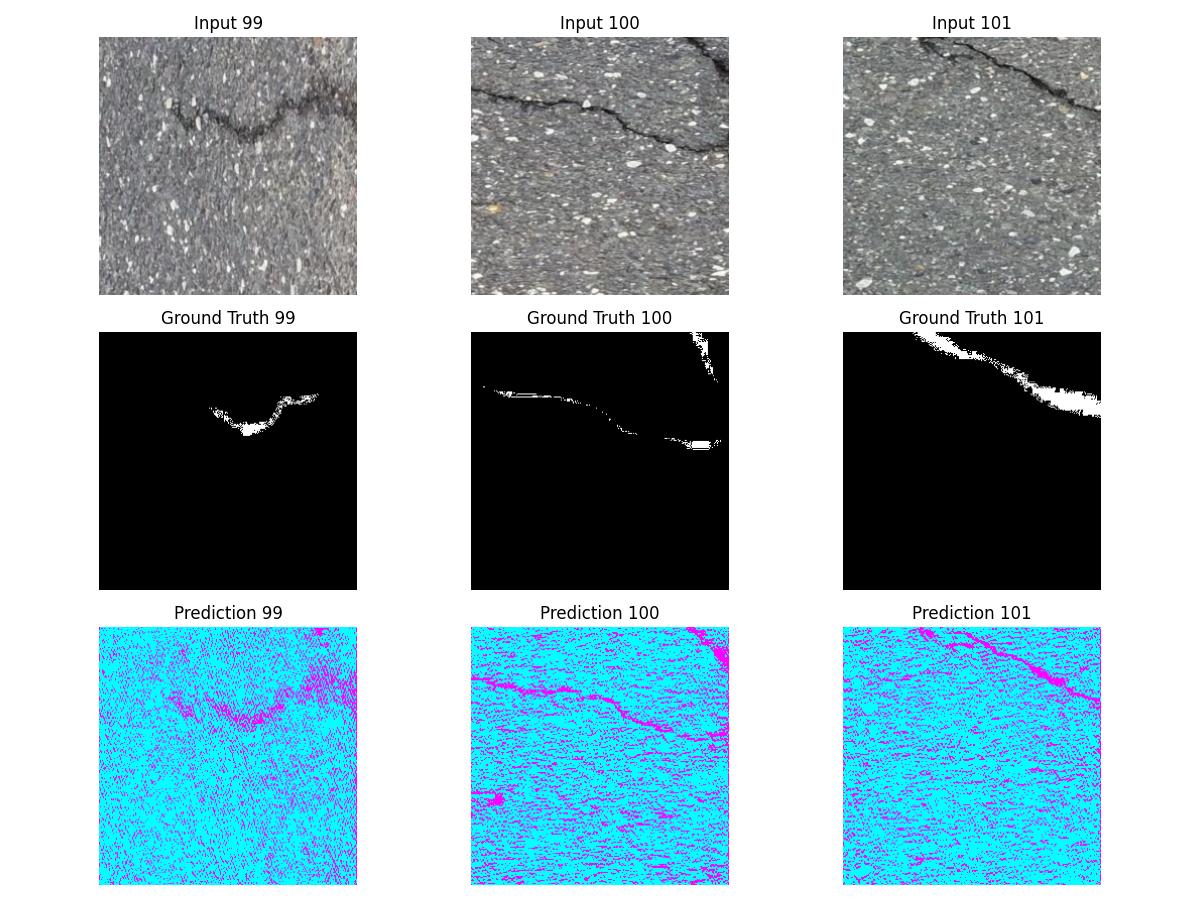 Input 99
Input 100
Input 101
Ground Truth 99
Ground Truth 100
Ground Truth 101
Prediction 99
Prediction 100
Prediction 101